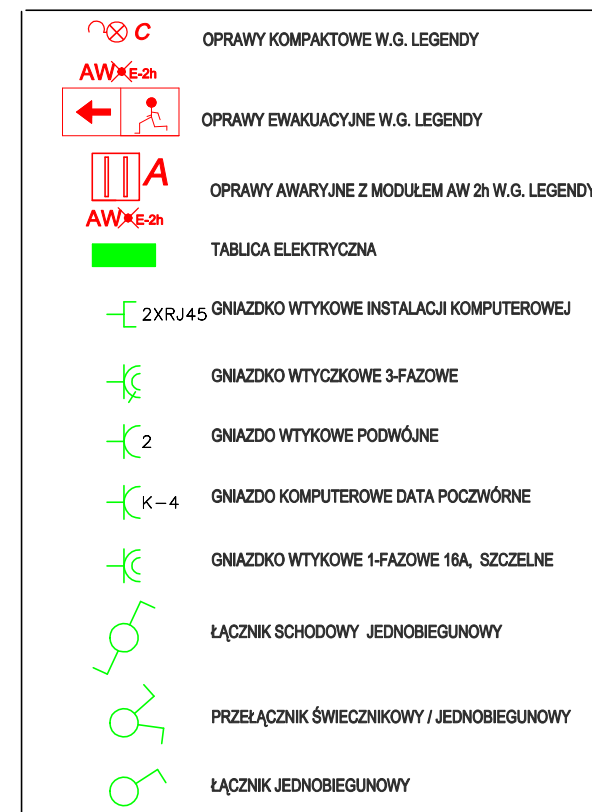 C OPRAWY KOMPAKTOWE W.G. LEGENDY
AW E-2h
OPRAWY EWAKUACYJNE W.G. LEGENDY
A OPRAWY AWARYJNE Z MODUŁEM AW 2h W.G. LEGENDY
AW E-2h
TABLICA ELEKTRYCZNA
2XRJ45 GNIAZDKO WTYKOWE INSTALACJI KOMPUTEROWEJ
GNIAZDKO WTYCZKOWE 3-FAZOWE
2 GNIAZDO WTYKOWE PODWÓJNE
K-4 GNIAZDO KOMPUTEROWE DATA POCZWÓRNE
GNIAZDKO WTYKOWE 1-FAZOWE 16A, SZCZELNE
ŁĄCZNIK SCHODOWY JEDNOBIEGUNOWY
PRZEŁĄCZNIK ŚWIECZNIKOWY / JEDNOBIEGUNOWY
ŁĄCZNIK JEDNOBIEGUNOWY